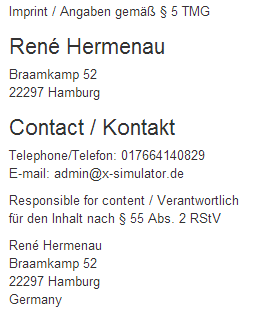 Imprint / Angaben gemäß § 5 TMG
René Hermenau
Braamkamp 52
22297 Hamburg
Contact / Kontakt
Telephone/Telefon: 017664140829
E-mail: admin@x-simulator.de
Responsible for content / Verantwortlich
für den Inhalt nach § 55 Abs. 2 RStV
René Hermenau
Braamkamp 52
22297 Hamburg
Germany